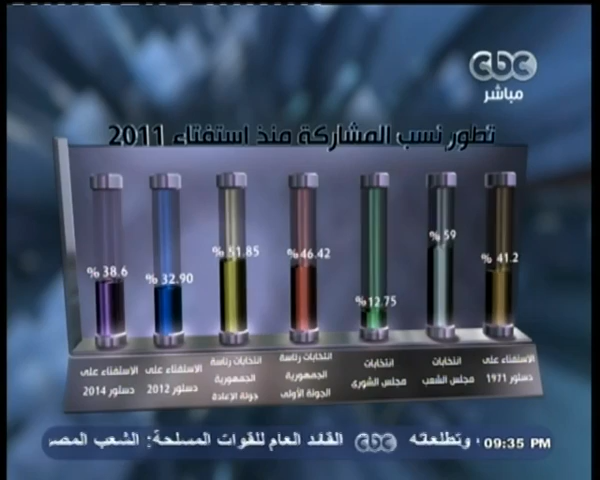 cbc
مباشر
تطور نسب المشاركة منذ استفتاء 2011
% 41.2
% 59
% 12.75
% 46.42
% 51.85
% 32.90
% 38.6
الاستفتاء على
دستور 1971
انتخابات
مجلس الشعب
انتخابات
مجلس الشورى
انتخابات رئاسة
الجمهورية
الجولة الأولى
انتخابات رئاسة
الجمهورية
جولة الإعادة
الاستفتاء على
دستور 2012
الاستفتاء على
دستور 2014
09:35 PM وتطلعاته cbc القائد العام للقوات المسلحة: الشعب